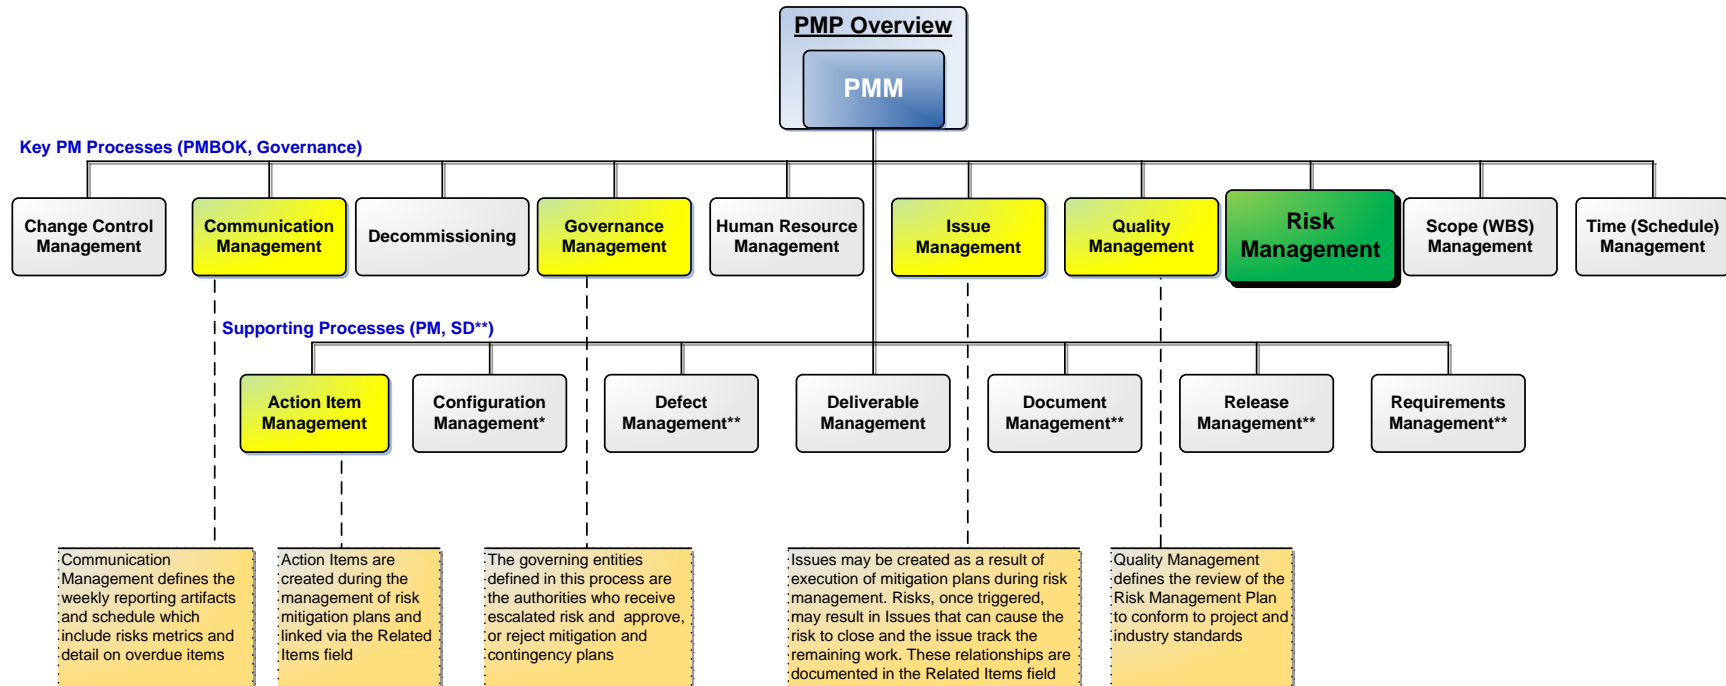 PMP Overview
PMM
Key PM Processes (PMBOK, Governance)
Change Control
Management
Communication
Management
Decommissioning
Governance
Management
Human Resource
Management
Issue
Management
Quality
Management
Risk
Management
Scope (WBS)
Management
Time (Schedule)
Management
Supporting Processes (PM, SD**)
Action Item
Management
Configuration
Management*
Defect
Management**
Deliverable
Management
Document
Management**
Release
Management**
Requirements
Management**
Communication
Management defines the
weekly reporting artifacts
and schedule which
include risks metrics and
detail on overdue items
Action Items are
created during the
management of risk
mitigation plans and
linked via the Related
Items field
The governing entities
defined in this process are
the authorities who receive
escalated risk and  approve,
or reject mitigation and
contingency plans
Issues may be created as a result of
execution of mitigation plans during risk
management. Risks, once triggered,
may result in Issues that can cause the
risk to close and the issue track the
remaining work. These relationships are
documented in the Related Items field
Quality Management
defines the review of the
Risk Management Plan
to conform to project and
industry standards